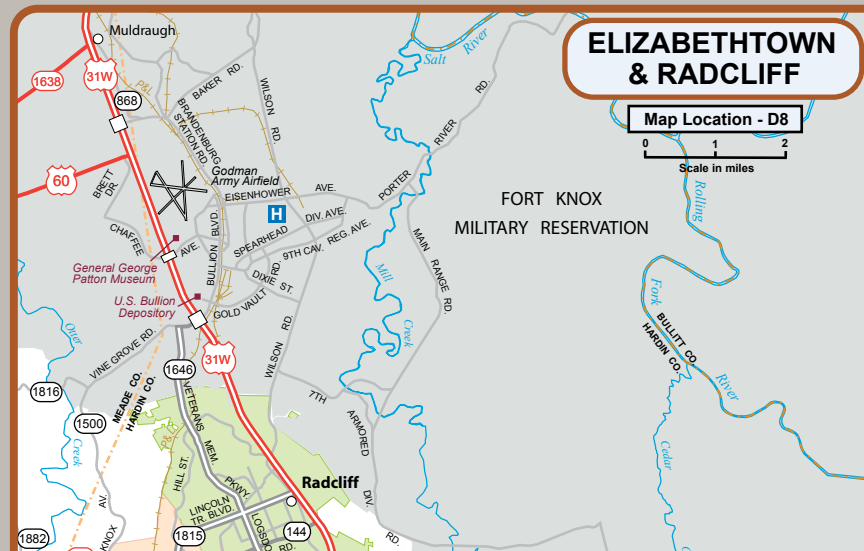 ELIZABETHTOWN
& RADCLIFF
Map Location - D8
0 1 2
Scale in miles
Muldraugh
Salt
River
1638
31W
P&L
BAKER RD.
WILSON RD.
868
BRANDENBURG
STATION RD.
RIVER RD.
PORTER
60
BRETT
DR.
Godman
Army Airfield
EISENHOWER AVE.
H
FORT KNOX
MILITARY RESERVATION
Rolling
CHAFFEE AVE.
BULLION BLVD.
SPEARHEAD DIV. AVE.
9TH CAV. REG. AVE.
MAIN RANGE RD.
General George
Patton Museum
DIXIE ST.
RD.
Mill
Creek
U.S. Bullion
Depository
GOLD VAULT
Fork
BULLITT CO.
HARDIN CO.
River
Otter
VINE GROVE RD.
31W
WILSON RD.
1646
1816
MEADE CO.
HARDIN CO.
VETERANS MEM. PKWY.
7TH ARMORED DIV. RD.
1500
P&L
Creek
HILL ST.
Cedar
Radcliff
LINCOLN
TR. BLVD.
LOGSDO
RD.
144
1815
1882
KNOX AV.